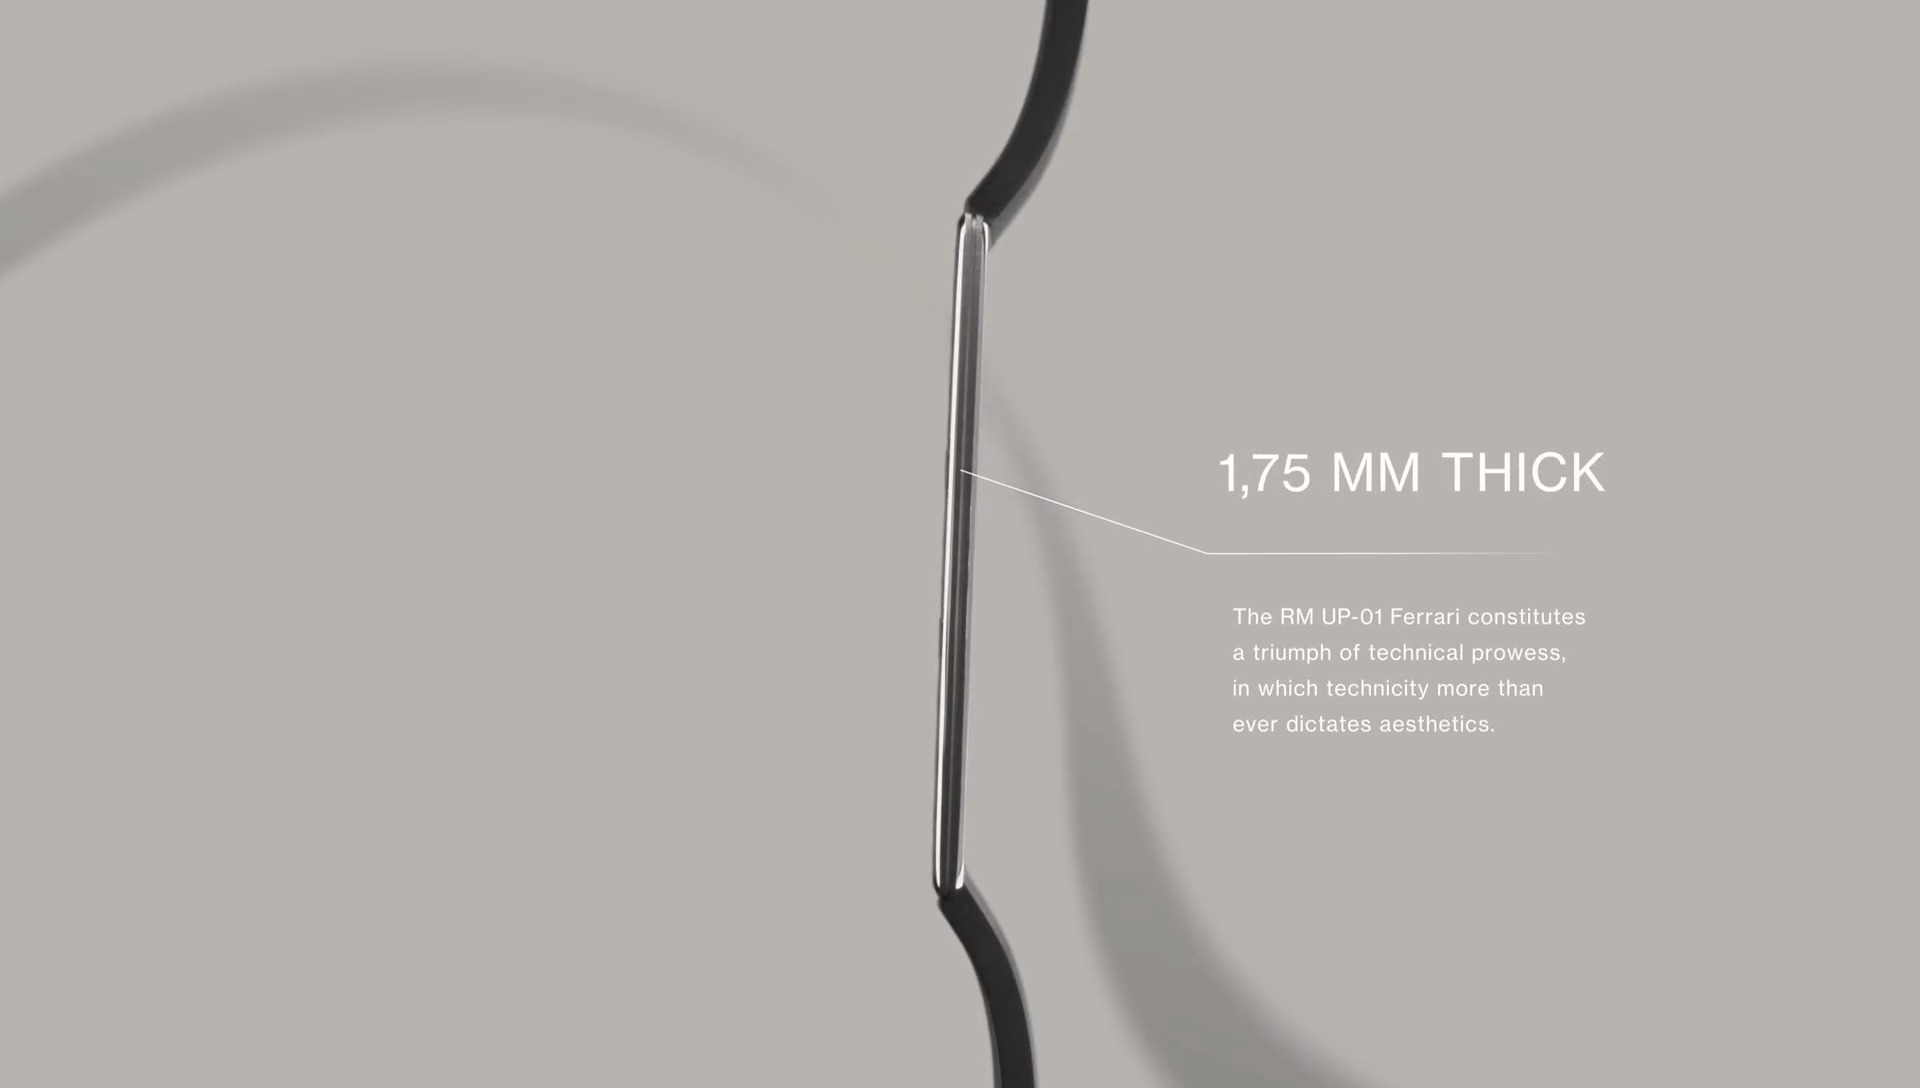 1,75 MM THICK
The RM UP-01 Ferrari constitutes
a triumph of technical prowess,
in which technicity more than
ever dictates aesthetics.